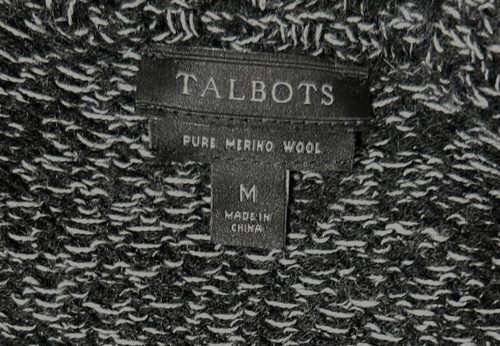 TALBOTS
PURE MERINO WOOL
M
MADE IN
CHINA